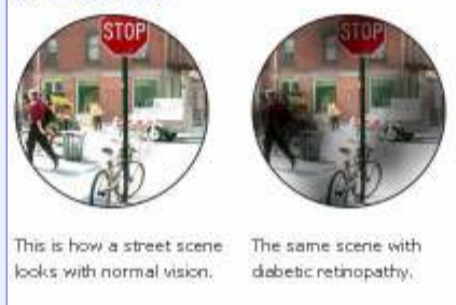 STOP
STOP
This is how a street scene
looks with normal vision.
The same scene with
diabetic retinopathy.